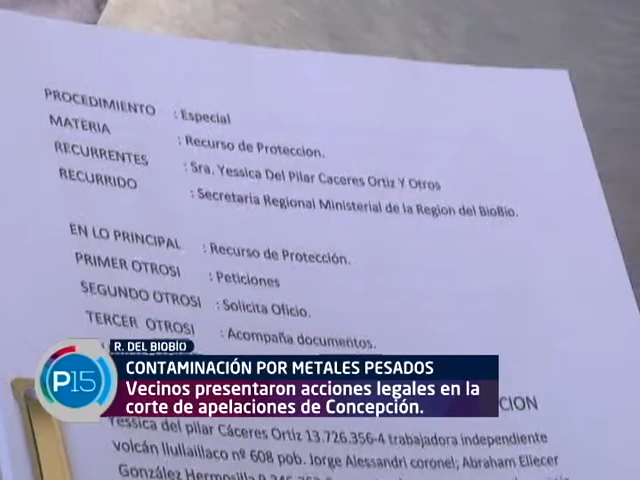 PROCEDIMIENTO : Especial
MATERIA : Recurso de Proteccion.
RECURRENTES : Sra. Yessica Del Pilar Caceres Ortiz Y Otros
RECURRIDO : Secretaria Regional Ministerial de la Region del BioBio.
EN LO PRINCIPAL : Recurso de Protección.
PRIMER OTROSI : Peticiones
SEGUNDO OTROSI : Solicita Oficio.
TERCER OTROSI : Acompaña documentos.
R. DEL BIOBÍO
P15
CONTAMINACIÓN POR METALES PESADOS
Vecinos presentaron acciones legales en la
corte de apelaciones de Concepción.
CION
Yessica del pilar Cáceres Ortiz 13.726.356-4 trabajadora independiente
volcán llullaillaco nº 608 pob. Jorge Alessandri coronel; Abraham Eliecer
González Hermosilla